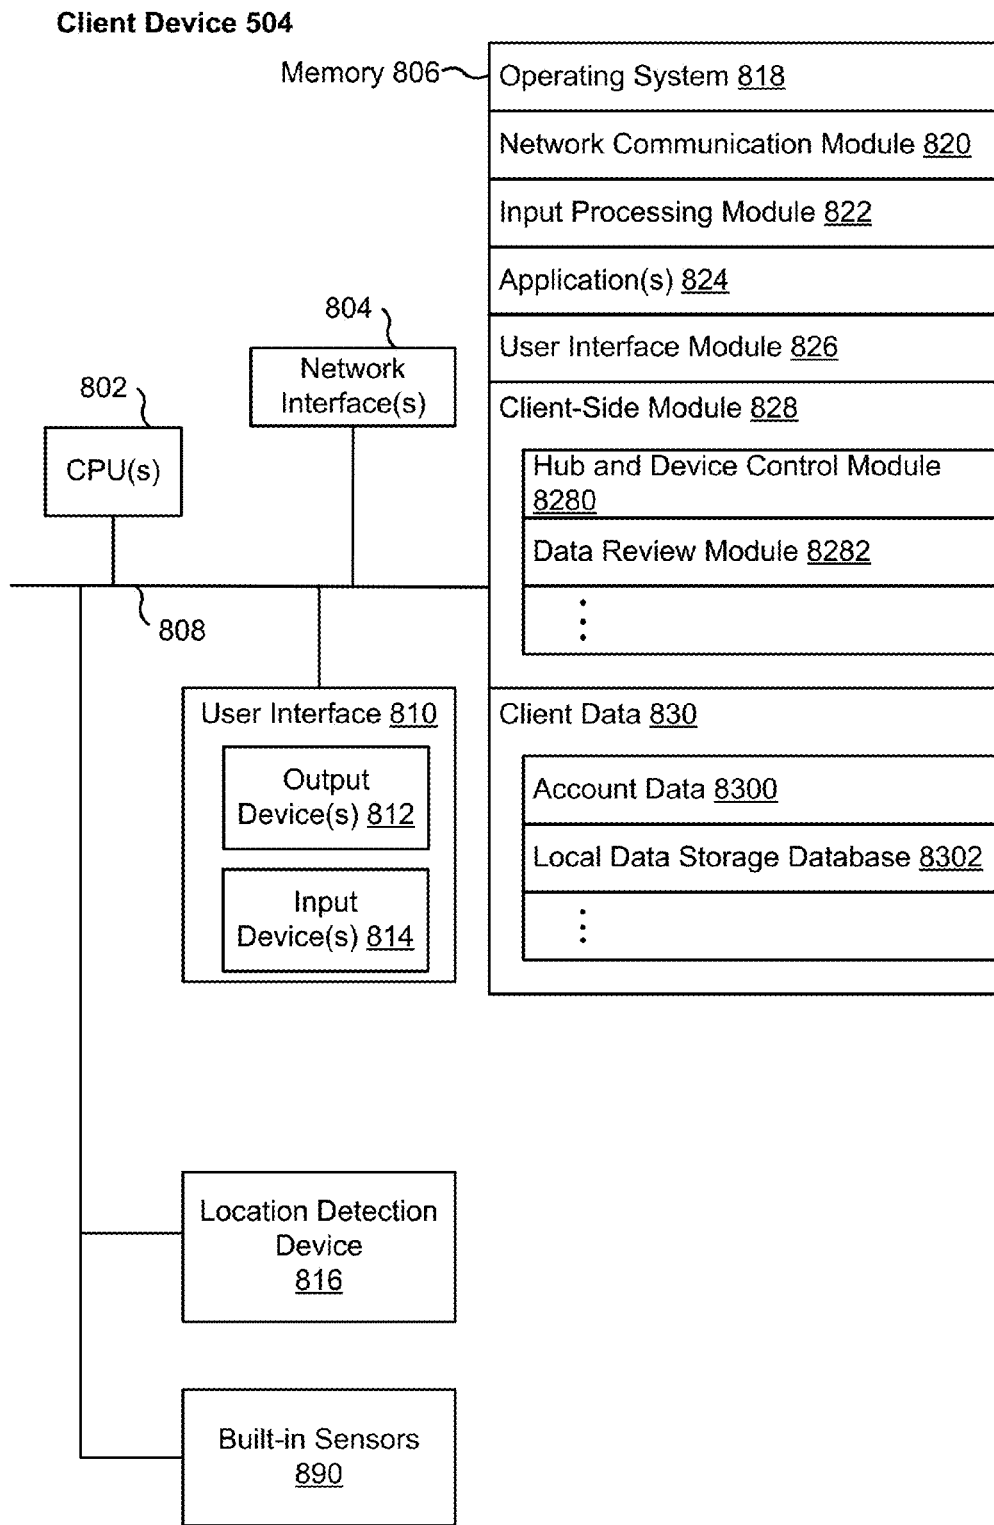 Client Device 504
Memory 806
Operating System 818
Network Communication Module 820
Input Processing Module 822
Application(s) 824
User Interface Module 826
Client-Side Module 828
Hub and Device Control Module
8280
Data Review Module 8282
Client Data 830
Account Data 8300
Local Data Storage Database 8302
804
Network
Interface(s)
802
CPU(s)
808
User Interface 810
Output
Device(s) 812
Input
Device(s) 814
Location Detection
Device
816
Built-in Sensors
890